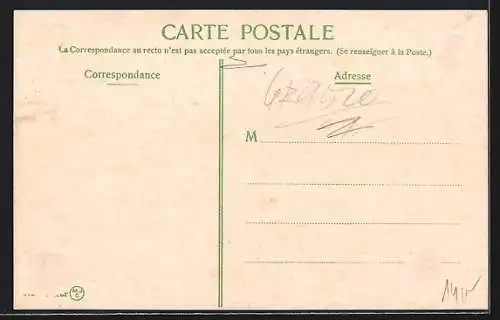 CARTE POSTALE
La Correspondance au recto n'est pas acceptée par tous les pays étrangers. (Se renseigner à la Poste.)
Correspondance
Adresse
M